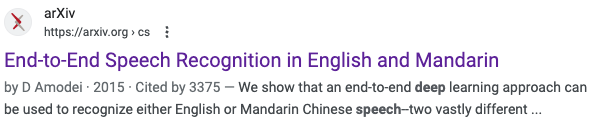 arXiv
https://arxiv.org › cs
End-to-End Speech Recognition in English and Mandarin
by D Amodei · 2015 · Cited by 3375 — We show that an end-to-end deep learning approach can
be used to recognize either English or Mandarin Chinese speech–two vastly different ...